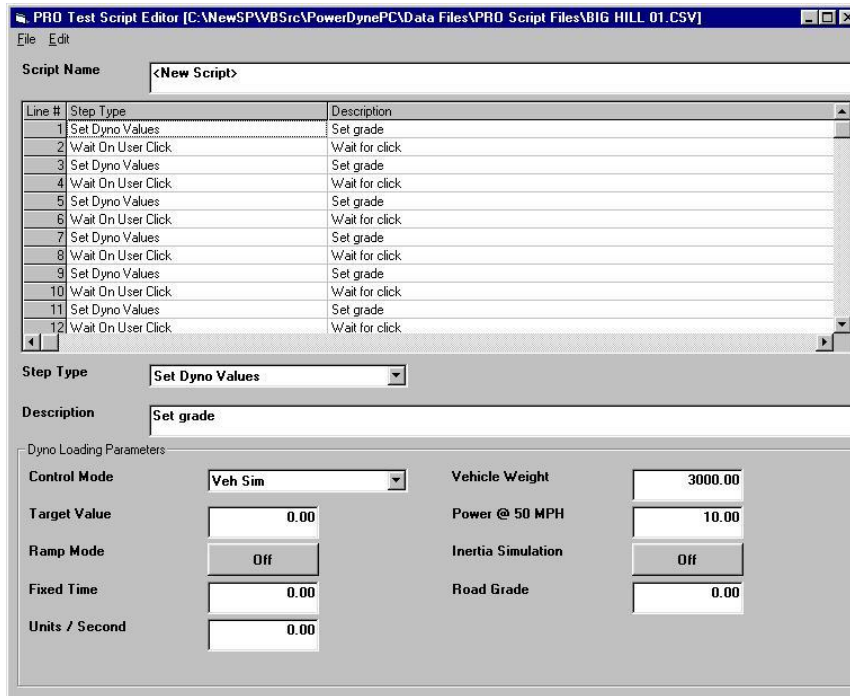 PRO Test Script Editor [C:\NewSP\VBSrc\PowerDynePC\Data Files\PRO Script Files\BIG HILL 01.CSV]
File Edit
Script Name <New Script>
Line # Step Type Description
1 Set Dyno Values Set grade
2 Wait On User Click Wait for click
3 Set Dyno Values Set grade
4 Wait On User Click Wait for click
5 Set Dyno Values Set grade
6 Wait On User Click Wait for click
7 Set Dyno Values Set grade
8 Wait On User Click Wait for click
9 Set Dyno Values Set grade
10 Wait On User Click Wait for click
11 Set Dyno Values Set grade
12 Wait On User Click Wait for click
Step Type Set Dyno Values
Description Set grade
Dyno Loading Parameters
Control Mode Veh Sim Vehicle Weight 3000.00
Target Value 0.00 Power @ 50 MPH 10.00
Ramp Mode Off Inertia Simulation Off
Fixed Time 0.00 Road Grade 0.00
Units / Second 0.00